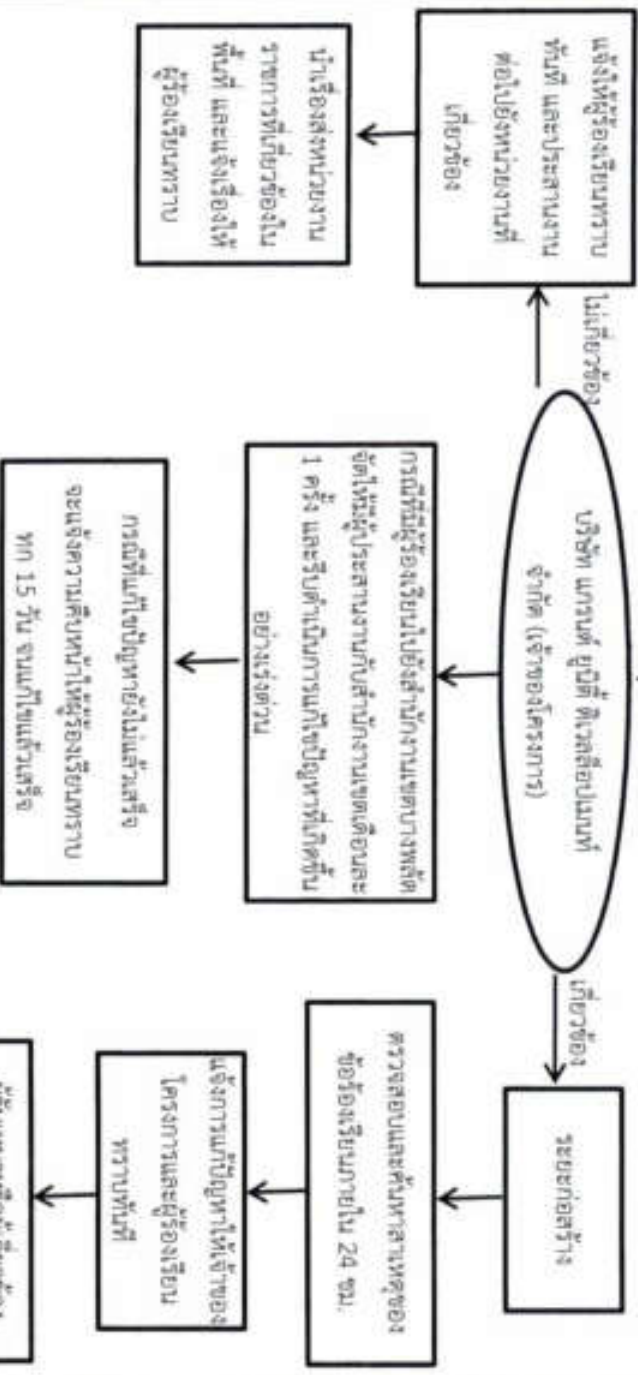 บริษัท แกรนด์ ยูนิตี้ ดิเวลล็อปเมนท์
จำกัด (เจ้าของโครงการ)
ไม่เกี่ยวข้อง
เกี่ยวข้อง
แจ้งให้ผู้ร้องเรียนทราบ
ทันที และประสานงาน
ต่อไปยังหน่วยงานที่
เกี่ยวข้อง
นำเรื่องส่งหน่วยงาน
ราชการที่เกี่ยวข้องใน
พื้นที่ และแจ้งเรื่องให้
ผู้ร้องเรียนทราบ
กรณีที่มีผู้ร้องเรียนไปยังสำนักงานเขตบางพลัด
จัดให้มีผู้ประสานงานกับสำนักงานเขตเดือนละ
1 ครั้ง และรีบดำเนินการแก้ไขปัญหาที่เกิดขึ้น
อย่างเร่งด่วน
กรณีที่แก้ไขปัญหายังไม่แล้วเสร็จ
จะแจ้งความคืบหน้าให้ผู้ร้องเรียนทราบ
ทุก 15 วัน จนแก้ไขแล้วเสร็จ
ระยะก่อสร้าง
ตรวจสอบและค้นหาสาเหตุของ
ข้อร้องเรียนภายใน 24 ชม.
แจ้งการแก้ปัญหาให้เจ้าของ
โครงการและผู้ร้องเรียน
ทราบทันที